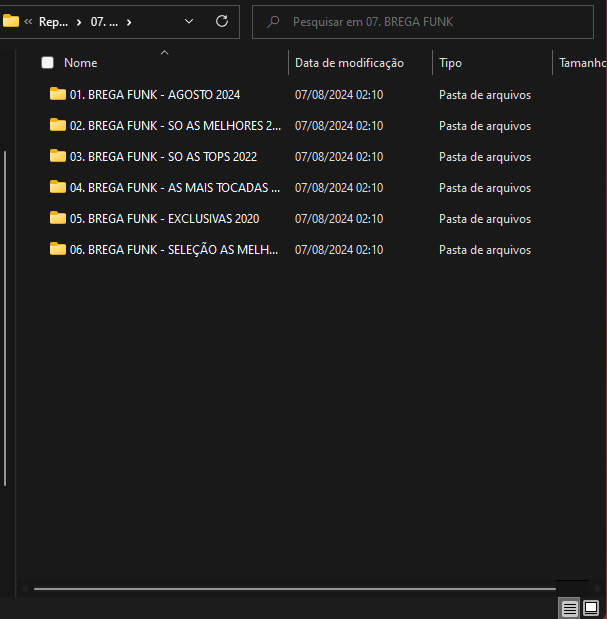 Rep... 07. ...
Pesquisar em 07. BREGA FUNK
Nome Data de modificação Tipo Tamanho
01. BREGA FUNK - AGOSTO 2024 07/08/2024 02:10 Pasta de arquivos
02. BREGA FUNK - SO AS MELHORES 2... 07/08/2024 02:10 Pasta de arquivos
03. BREGA FUNK - SO AS TOPS 2022 07/08/2024 02:10 Pasta de arquivos
04. BREGA FUNK - AS MAIS TOCADAS ... 07/08/2024 02:10 Pasta de arquivos
05. BREGA FUNK - EXCLUSIVAS 2020 07/08/2024 02:10 Pasta de arquivos
06. BREGA FUNK - SELEÇÃO AS MELH... 07/08/2024 02:10 Pasta de arquivos